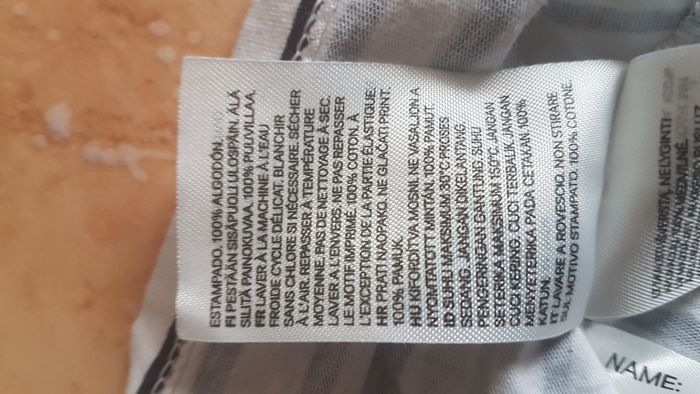 ESTAMPADO. 100% ALGODÓN.
FI PESTÄÄN SISÄPUOLI ULOSPÄIN. ÄLÄ
SILITÄ PAINOKUVAA. 100% PUUVILLAA.
FR LAVER À LA MACHINE À L'EAU
FROIDE CYCLE DÉLICAT. BLANCHIR
SANS CHLORE SI NÉCESSAIRE. SÉCHER
À L'AIR. REPASSER À TEMPÉRATURE
MOYENNE. PAS DE NETTOYAGE À SEC.
LAVER À L'ENVERS. NE PAS REPASSER
LE MOTIF IMPRIMÉ. 100% COTON. À
L'EXCEPTION DE LA PARTIE ÉLASTIQUE.
HR PRATI NAOPAKO. NE GLAČATI PRINT.
100% PAMUK.
HU KIFORDÍTVA MOSNI. NE VASALJON A
NYOMTATOTT MINTÁN. 100% PAMUT.
ID SUHU MAKSIMUM 30°C PROSES
SEDANG. JANGAN DIKELANTANG.
PENGERINGAN GANTUNG. SUHU
SETERIKA MAKSIMUM 150°C. JANGAN
CUCI KERING. CUCI TERBALIK. JANGAN
MENYETERIKA PADA. CETAKAN. 100%
KATUN.
IT LAVARE A ROVESCIO. NON STIRARE
SUL MOTIVO STAMPATO. 100% COTONE.
NELYGINTI
NAME: